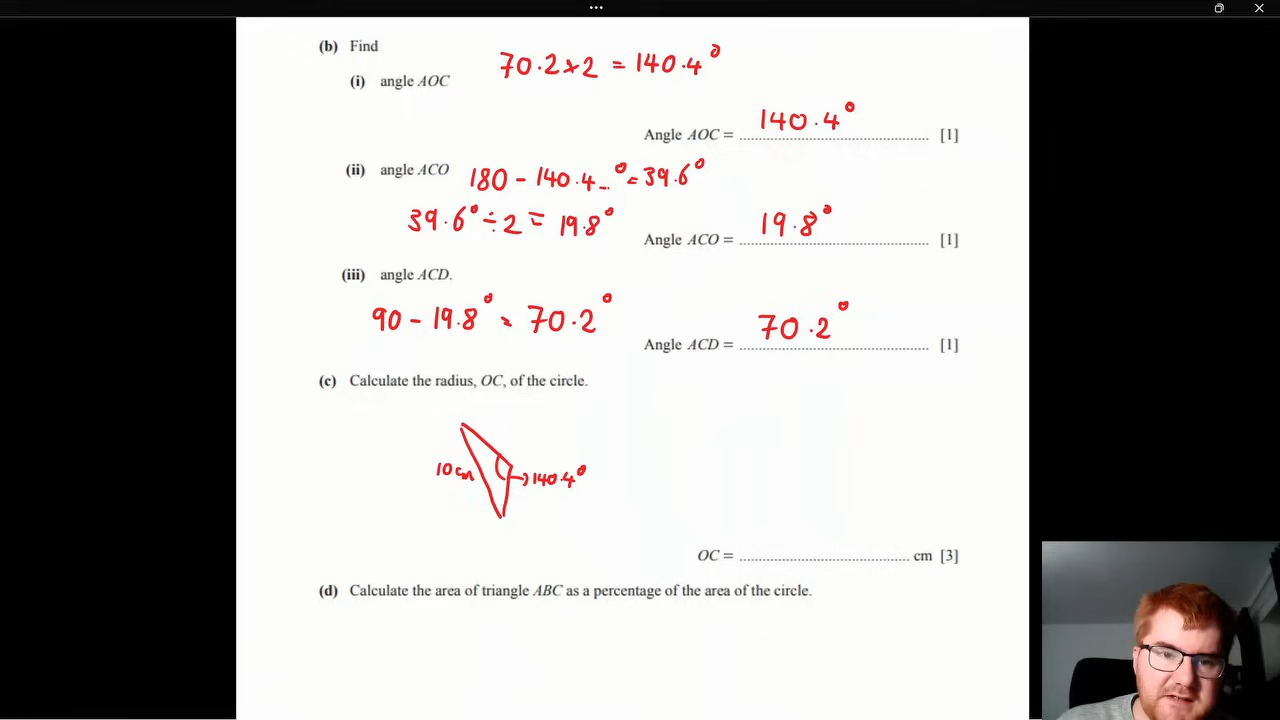 (b) Find
70.2×2 = 140.4°
(i) angle AOC
140.4°
Angle AOC = ........................ [1]
(ii) angle ACO 180 - 140.4...° = 39.6°
39.6° ÷ 2 = 19.8°
19.8°
Angle ACO = ........................ [1]
(iii) angle ACD.
90 - 19.8° = 70.2°
70.2°
Angle ACD = ........................ [1]
(c) Calculate the radius, OC, of the circle.
10cm
140.4°
OC = ........................ cm [3]
(d) Calculate the area of triangle ABC as a percentage of the area of the circle.